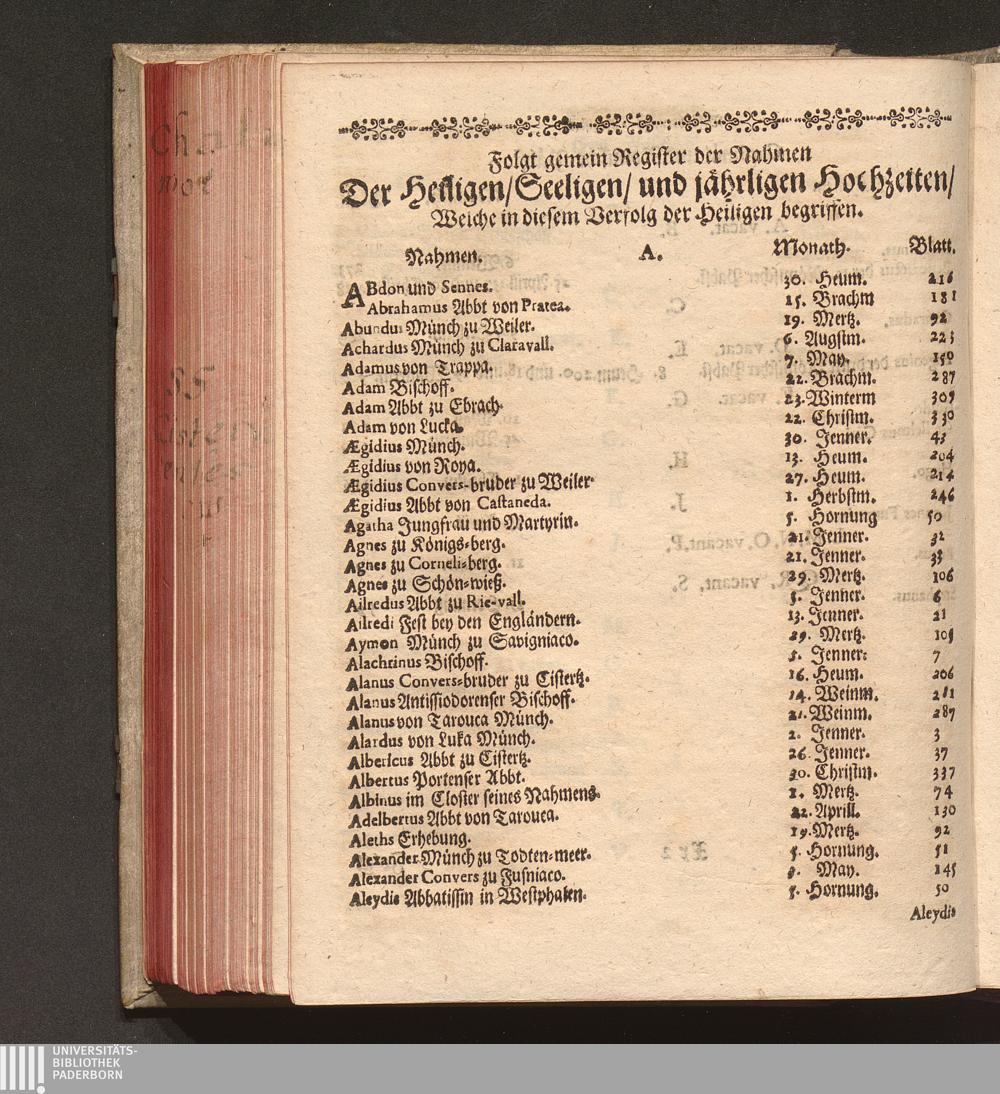 Folgt gemein Register der Nahmen
Der Heiligen/Seeligen/ und jährligen Hochzeiten/
Welche in diesem Verfolg der Heiligen begriffen.
Nahmen. A. Monath. Blatt.
ABdon und Sennes. 30. Heum. 216
Abrahamus Abbt von Pratea. 15. Brachm 181
Abundus Münch zu Weiler. 19. Mertz. 92
Achardus Münch zu Claravall. 6. Augstm. 223
Adamus von Trappa. 7. May. 150
Adam Bischoff. 22. Brachm. 287
Adam Abbt zu Ebrach. 23. Winterm 309
Adam von Lucka. 22. Christm. 330
Ægidius Münch. 30. Jenner. 43
Ægidius von Roya. 13. Heum. 204
Ægidius Convers-bruder zu Weiler. 27. Heum. 214
Ægidius Abbt von Castaneda. 1. Herbstm. 246
Agatha Jungfrau und Martyrin. 5. Hornung 50
Agnes zu Königs-berg. 21. Jenner. 32
Agnes zu Corneli-berg. 21. Jenner. 33
Agnes zu Schön-wieß. 29. Mertz. 106
Ailredus Abbt zu Rie-vall. 5. Jenner. 6
Ailredi Fest bey den Engländern. 13. Jenner. 21
Aymon Münch zu Savigniaco. 29. Mertz. 105
Alachrinus Bischoff. 5. Jenner. 7
Alanus Convers-bruder zu Cistertz. 16. Heum. 206
Alanus Antissiodorenser Bischoff. 14. Weinm. 281
Alanus von Tarouca Münch. 21. Weinm. 287
Alardus von Luka Münch. 2. Jenner. 3
Albericus Abbt zu Cistertz. 26. Jenner. 37
Albertus Portenser Abbt. 30. Christm. 337
Albinus im Closter seines Nahmens. 1. Mertz. 74
Adelbertus Abbt von Tarouca. 22. Aprill. 130
Aleths Erhebung. 19. Mertz. 92
Alexander Münch zu Todten-meer. 5. Hornung. 51
Alexander Convers zu Fusniaco. 3. May. 145
Aleydis Abbatissin in Westphalen. 5. Hornung. 50
Aleydis
UNIVERSITÄTS-
BIBLIOTHEK
PADERBORN